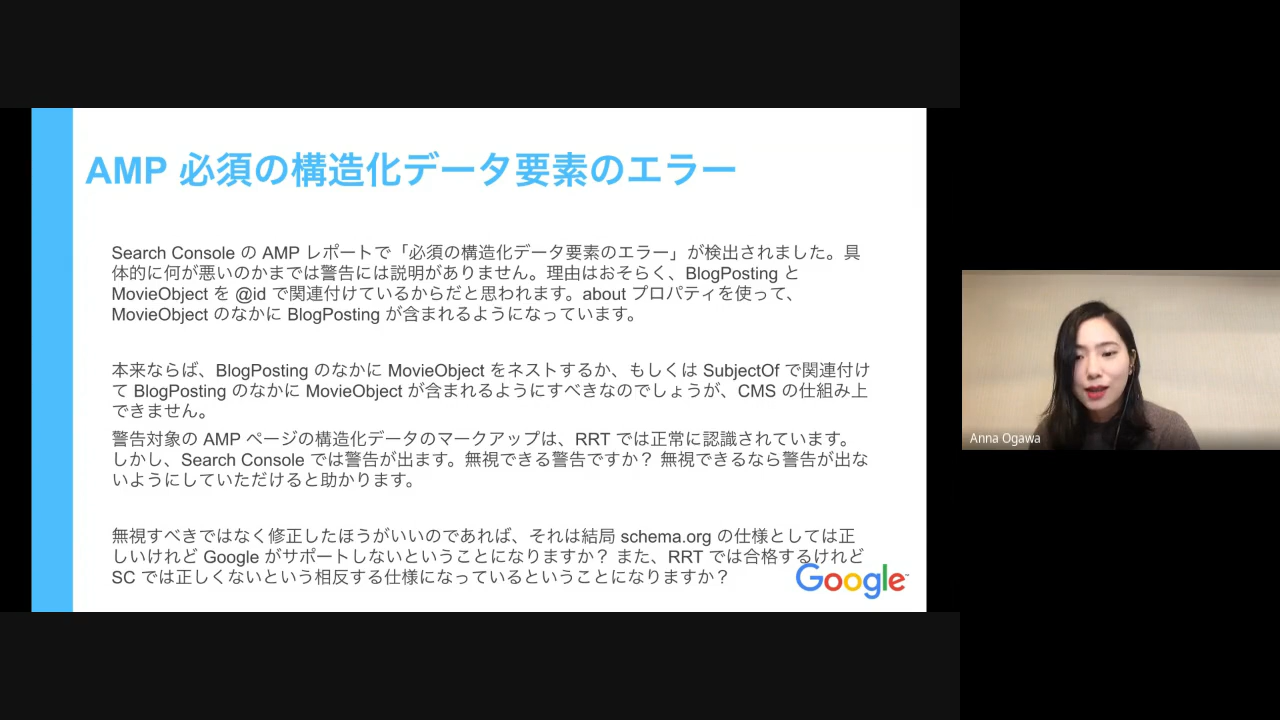 AMP 必須の構造化データ要素のエラー
Search Console の AMP レポートで「必須の構造化データ要素のエラー」が検出されました。具
体的に何が悪いのかまでは警告には説明がありません。理由はおそらく、BlogPosting と
MovieObject を @id で関連付けているからだと思われます。about プロパティを使って、
MovieObject のなかに BlogPosting が含まれるようになっています。
本来ならば、BlogPosting のなかに MovieObject をネストするか、もしくは SubjectOf で関連付け
て BlogPosting のなかに MovieObject が含まれるようにすべきなのでしょうが、CMS の仕組み上
できません。
警告対象の AMP ページの構造化データのマークアップは、RRT では正常に認識されています。
しかし、Search Console では警告が出ます。無視できる警告ですか? 無視できるなら警告が出な
いようにしていただけると助かります。
無視すべきではなく修正したほうがいいのであれば、それは結局 schema.org の仕様としては正
しいけれど Google がサポートしないということになりますか? また、RRT では合格するけれど
SC では正しくないという相反する仕様になっているということになりますか?
Google
Anna Ogawa